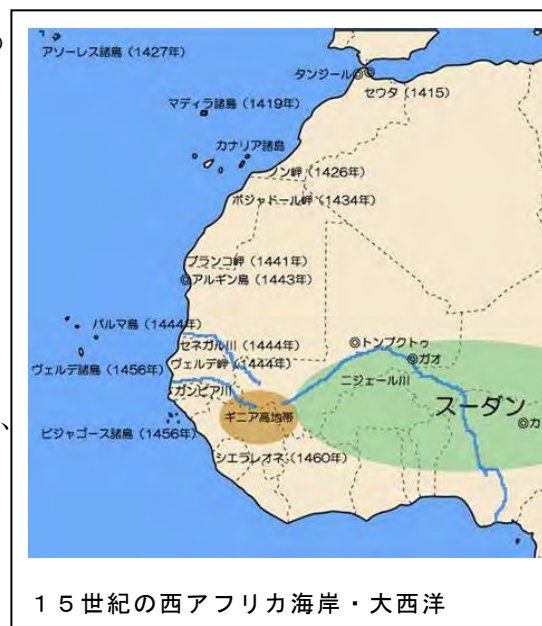 アゾーレス諸島（1427年）
タンジール
セウタ（1415）
マディラ諸島（1419年）
カナリア諸島
ノン岬（1426年）
ボジャドール岬（1434年）
ブランコ岬（1441年）
アルギン島（1443年）
パルマ島（1444年）
セネガル川（1444年）
トンブクトゥ
ヴェルデ岬（1444年）
ガオ
ヴェルデ諸島（1456年）
ニジェール川
ガンビア川
スーダン
ギニア高地帯
カ
ビジャゴース諸島（1456年）
シエラレオネ（1460年）
１５世紀の西アフリカ海岸・大西洋